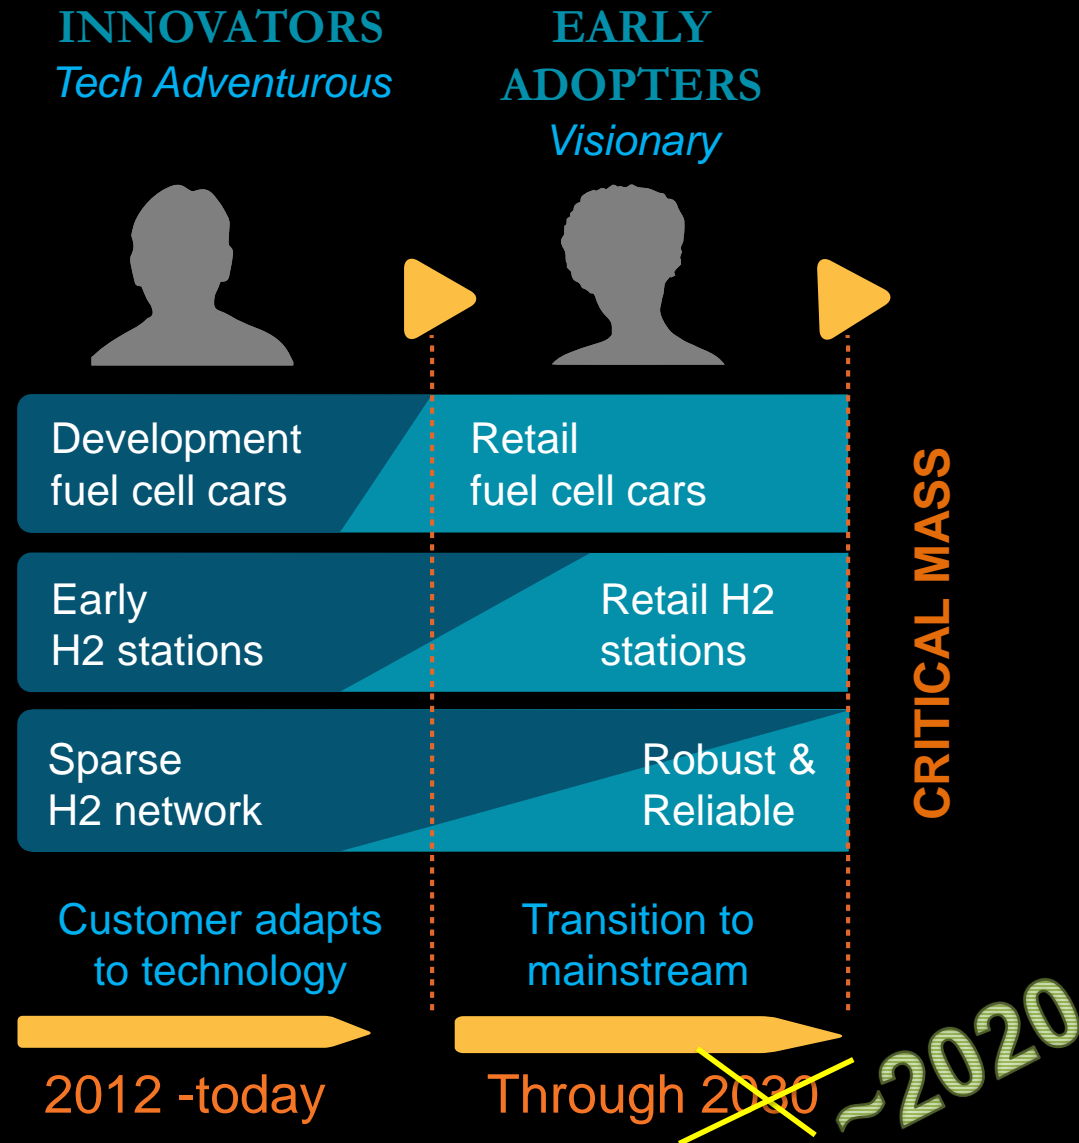 INNOVATORS
Tech Adventurous
EARLY
ADOPTERS
Visionary
Development
fuel cell cars
Retail
fuel cell cars
Early
H2 stations
Retail H2
stations
Sparse
H2 network
Robust &
Reliable
CRITICAL MASS
Customer adapts
to technology
Transition to
mainstream
2012 -today
Through 2030
~2020